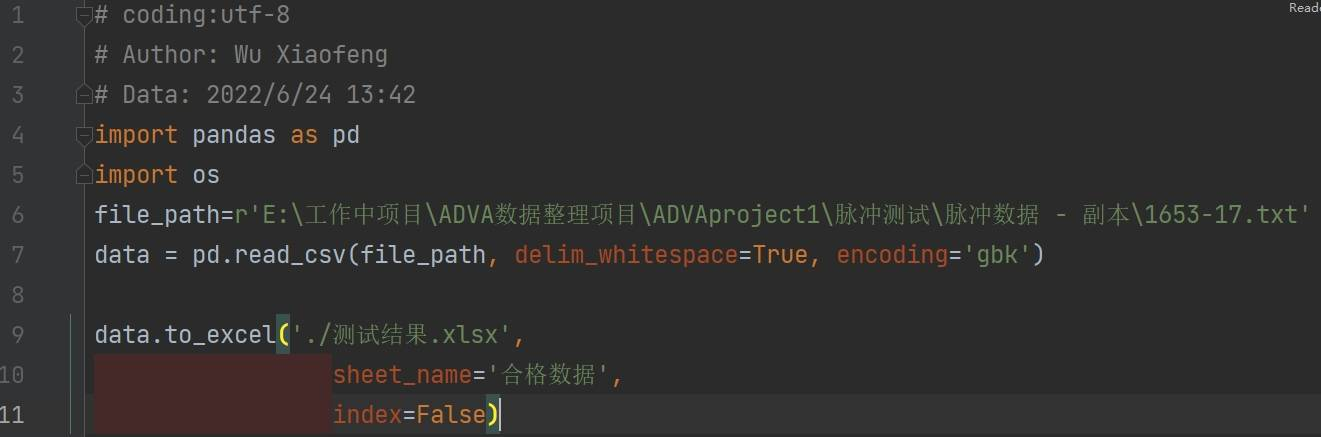 Reade
1 # coding:utf-8
2 # Author: Wu Xiaofeng
3 # Data: 2022/6/24 13:42
4 import pandas as pd
5 import os
6 file_path=r'E:\工作中项目\ADVA数据整理项目\ADVAproject1\脉冲测试\脉冲数据 - 副本\1653-17.txt'
7 data = pd.read_csv(file_path, delim_whitespace=True, encoding='gbk')
8
9 data.to_excel('./测试结果.xlsx',
10                  sheet_name='合格数据',
11                  index=False)